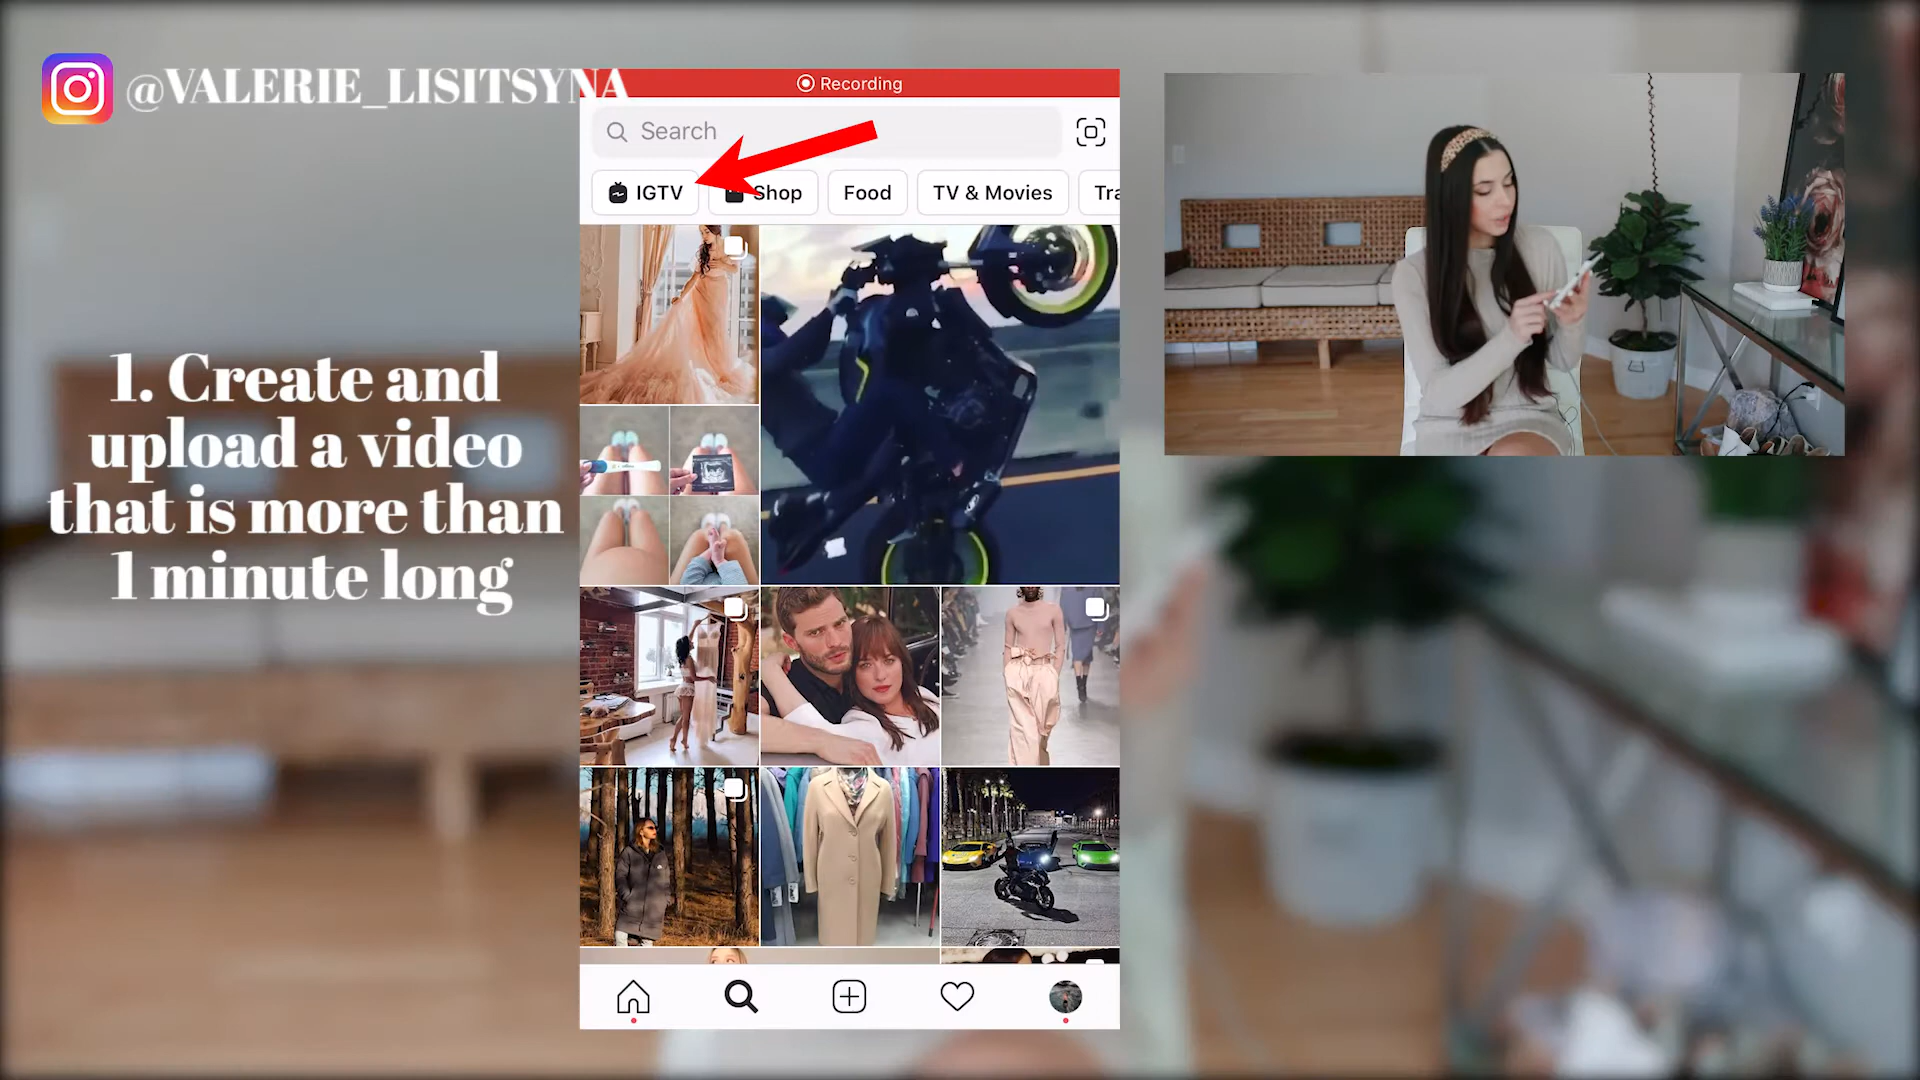 @VALERIE_LISITSYNA
Recording
Search
IGTV
Shop
Food
TV & Movies
Tra
1. Create and
upload a video
that is more than
1 minute long